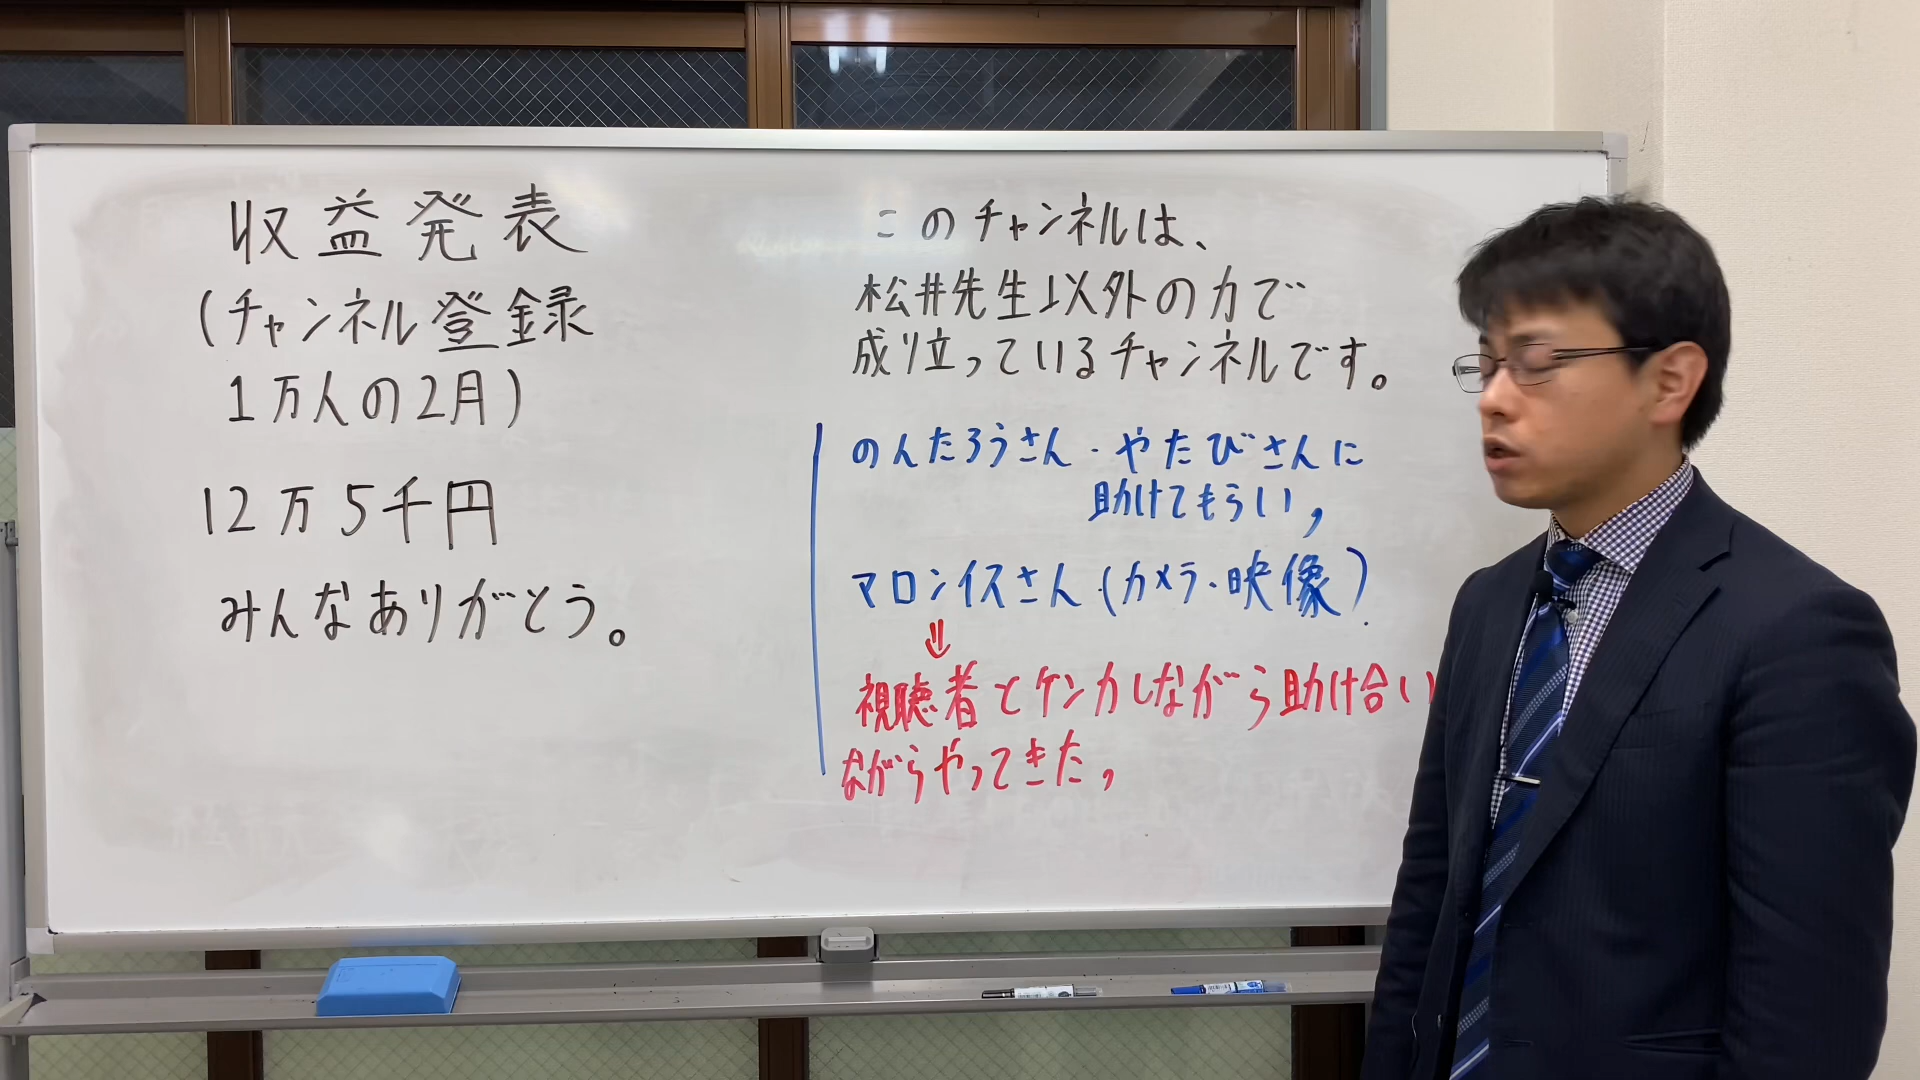 収益発表
(チャンネル登録
1万人の2月)
12万5千円
みんなありがとう。
このチャンネルは、
松井先生以外の力で
成り立っているチャンネルです。
のんたろうさん・やたびさんに
助けてもらい,
マロンイスさん.(カメラ・映像).
⇓
視聴者とケンカしながら助け合い
ながらやってきた,